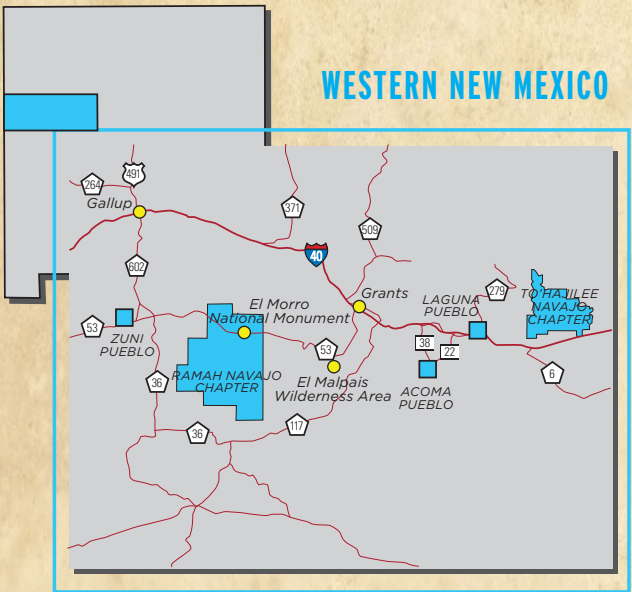 WESTERN NEW MEXICO
491
264
Gallup
371
509
602
40
Grants
279
LAGUNA
PUEBLO
TO'HAJIILEE
NAVAJO
CHAPTER
El Morro
National Monument
53
ZUNI
PUEBLO
53
38
22
RAMAH NAVAJO
CHAPTER
El Malpais
Wilderness Area
ACOMA
PUEBLO
6
36
36
117